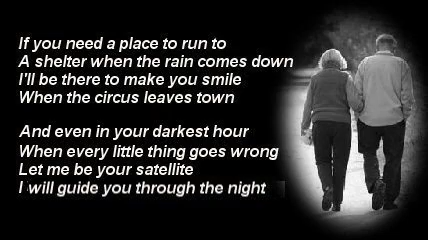 If you need a place to run to
A shelter when the rain comes down
I'll be there to make you smile
When the circus leaves town
And even in your darkest hour
When every little thing goes wrong
Let me be your satellite
I will guide you through the night